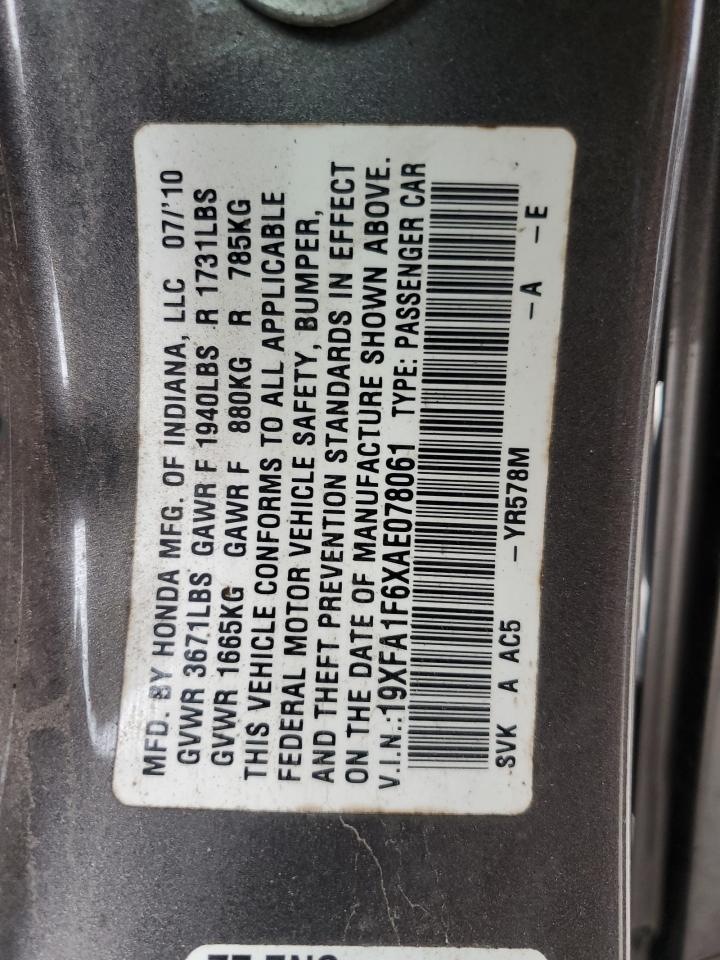 MFD. BY HONDA MFG. OF INDIANA, LLC 07/'10
GVWR 3671LBS GAWR F 1940LBS R 1731LBS
GVWR 1665KG GAWR F 880KG R 785KG
THIS VEHICLE CONFORMS TO ALL APPLICABLE
FEDERAL MOTOR VEHICLE SAFETY, BUMPER,
AND THEFT PREVENTION STANDARDS IN EFFECT
ON THE DATE OF MANUFACTURE SHOWN ABOVE.
V.I.N.:19XFA1F6XAE078061 TYPE: PASSENGER CAR
SVK A AC5 -YR578M -A -E